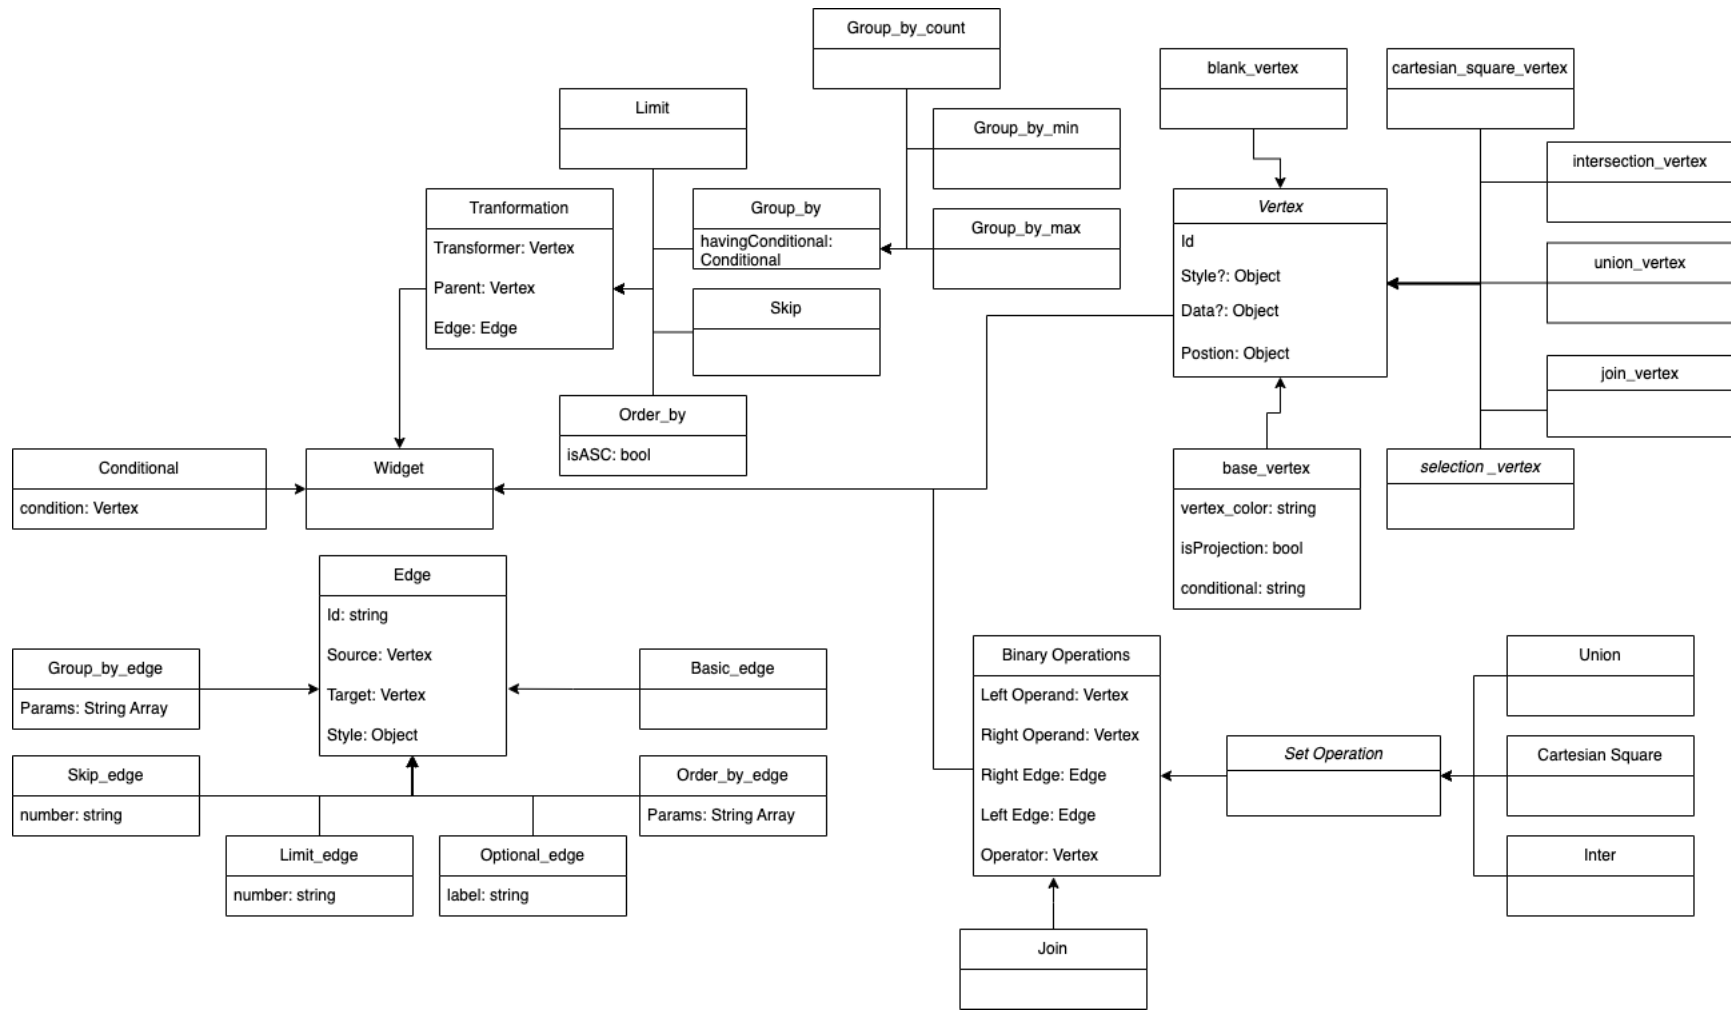 Group_by_count
blank_vertex
cartesian_square_vertex
Limit
Group_by_min
intersection_vertex
Tranformation
Transformer: Vertex
Parent: Vertex
Edge: Edge
Group_by
havingConditional:
Conditional
Group_by_max
Vertex
Id
Style?: Object
Data?: Object
Postion: Object
union_vertex
Skip
join_vertex
Order_by
isASC: bool
Conditional
condition: Vertex
Widget
base_vertex
vertex_color: string
isProjection: bool
conditional: string
selection _vertex
Edge
Id: string
Source: Vertex
Target: Vertex
Style: Object
Group_by_edge
Params: String Array
Basic_edge
Binary Operations
Left Operand: Vertex
Right Operand: Vertex
Right Edge: Edge
Left Edge: Edge
Operator: Vertex
Union
Set Operation
Cartesian Square
Skip_edge
number: string
Order_by_edge
Params: String Array
Limit_edge
number: string
Optional_edge
label: string
Inter
Join